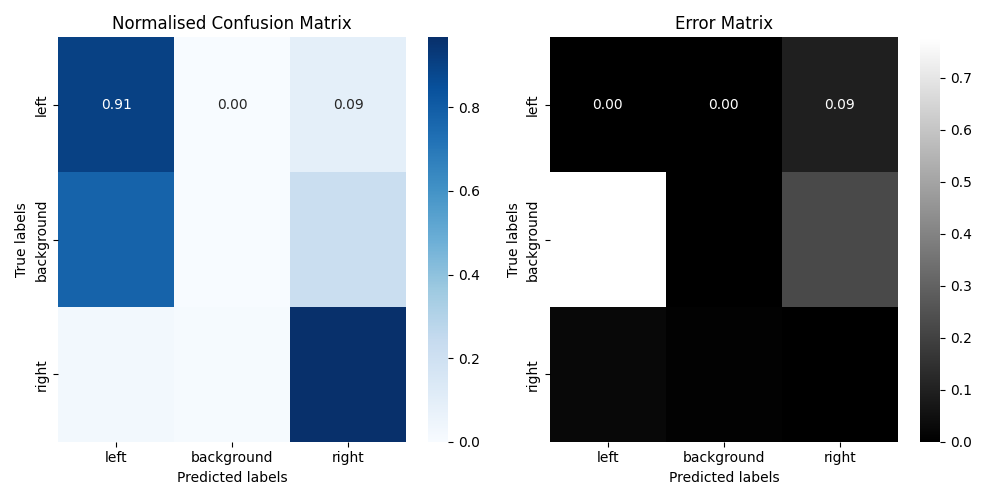 Normalised Confusion Matrix
True labels
left
background
right
0.91 0.00 0.09
left background right
Predicted labels
0.8
0.6
0.4
0.2
0.0
Error Matrix
True labels
left
background
right
0.00 0.00 0.09
left background right
Predicted labels
0.7
0.6
0.5
0.4
0.3
0.2
0.1
0.0